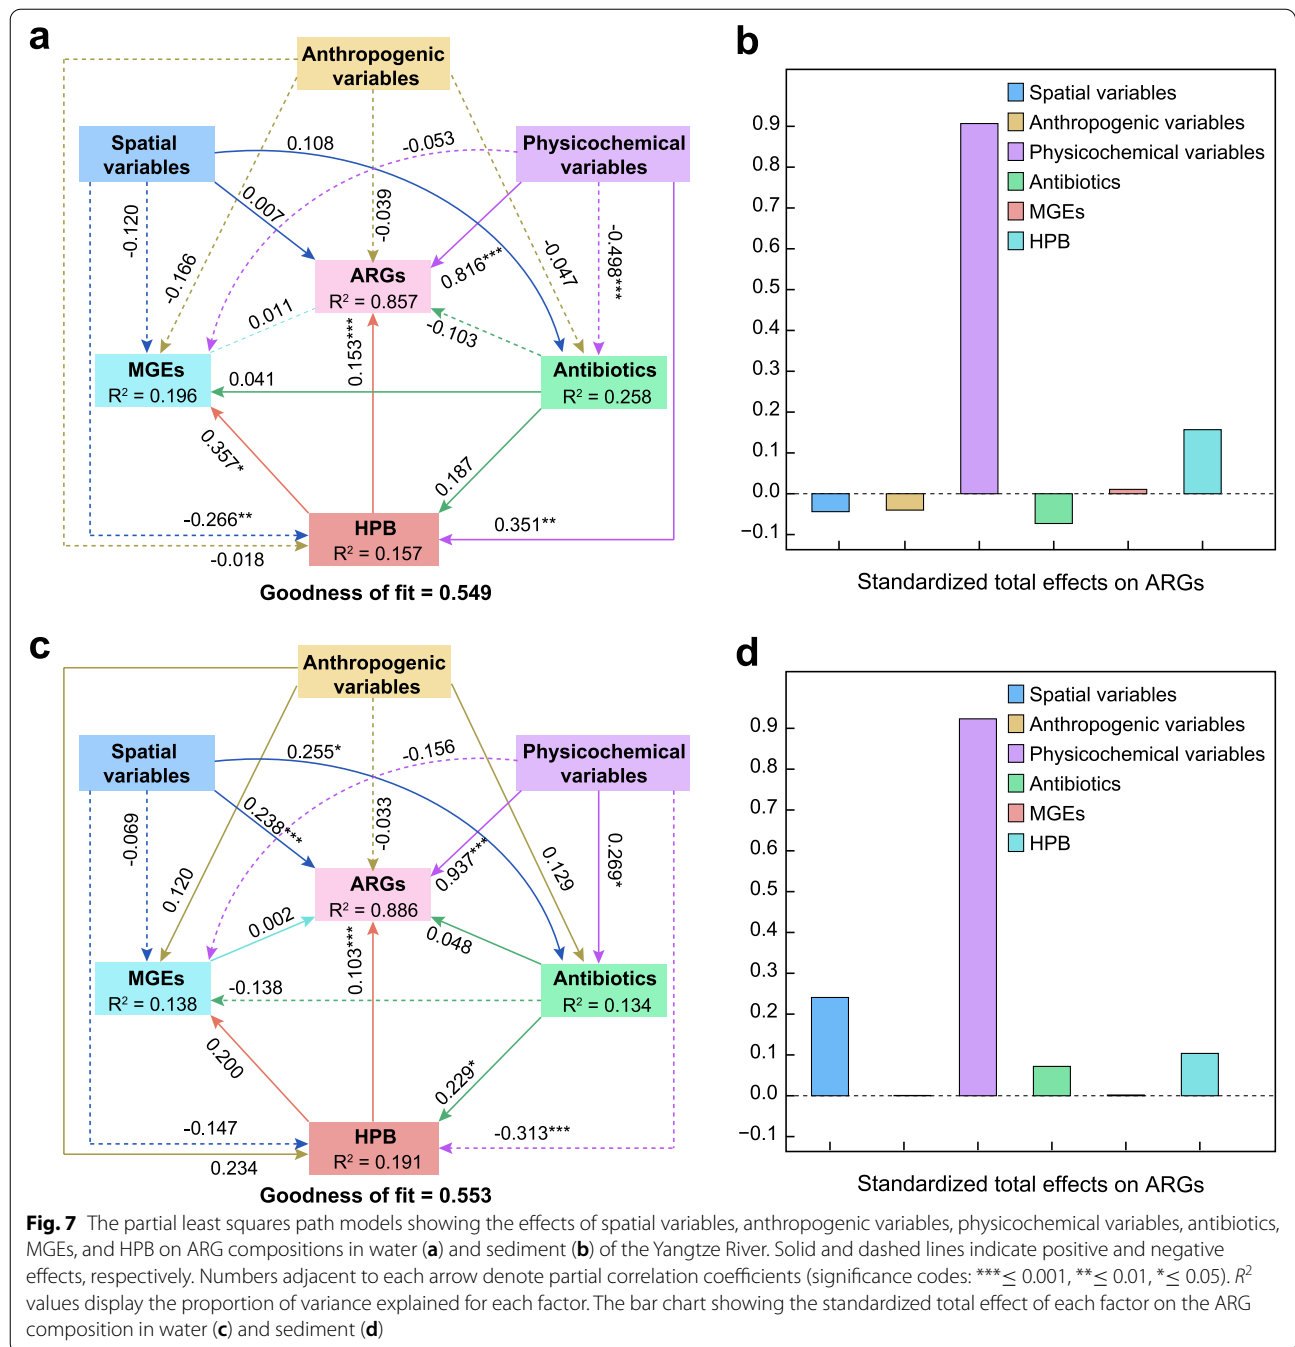 a
Anthropogenic
variables
Spatial
variables
0.108
-0.053
Physicochemical
variables
-0.120
-0.166
0.007
-0.039
0.816***
-0.047
-0.498***
ARGs
R² = 0.857
0.011
0.153***
-0.103
MGEs
R² = 0.196
0.041
Antibiotics
R² = 0.258
0.357*
0.187
-0.266**
HPB
R² = 0.157
0.351**
-0.018
Goodness of fit = 0.549
b
Spatial variables
Anthropogenic variables
Physicochemical variables
Antibiotics
MGEs
HPB
0.9
0.8
0.7
0.6
0.5
0.4
0.3
0.2
0.1
0.0
−0.1
Standardized total effects on ARGs
c
Anthropogenic
variables
Spatial
variables
0.255*
-0.156
Physicochemical
variables
-0.069
0.120
0.238***
-0.033
0.937***
0.129
0.269*
ARGs
R² = 0.886
0.002
0.103***
0.048
MGEs
R² = 0.138
-0.138
Antibiotics
R² = 0.134
0.200
0.229*
-0.147
HPB
R² = 0.191
-0.313***
0.234
Goodness of fit = 0.553
d
Spatial variables
Anthropogenic variables
Physicochemical variables
Antibiotics
MGEs
HPB
0.9
0.8
0.7
0.6
0.5
0.4
0.3
0.2
0.1
0.0
−0.1
Standardized total effects on ARGs
Fig. 7 The partial least squares path models showing the effects of spatial variables, anthropogenic variables, physicochemical variables, antibiotics,
MGEs, and HPB on ARG compositions in water (a) and sediment (b) of the Yangtze River. Solid and dashed lines indicate positive and negative
effects, respectively. Numbers adjacent to each arrow denote partial correlation coefficients (significance codes: ***≤ 0.001, **≤ 0.01, *≤ 0.05). R²
values display the proportion of variance explained for each factor. The bar chart showing the standardized total effect of each factor on the ARG
composition in water (c) and sediment (d)